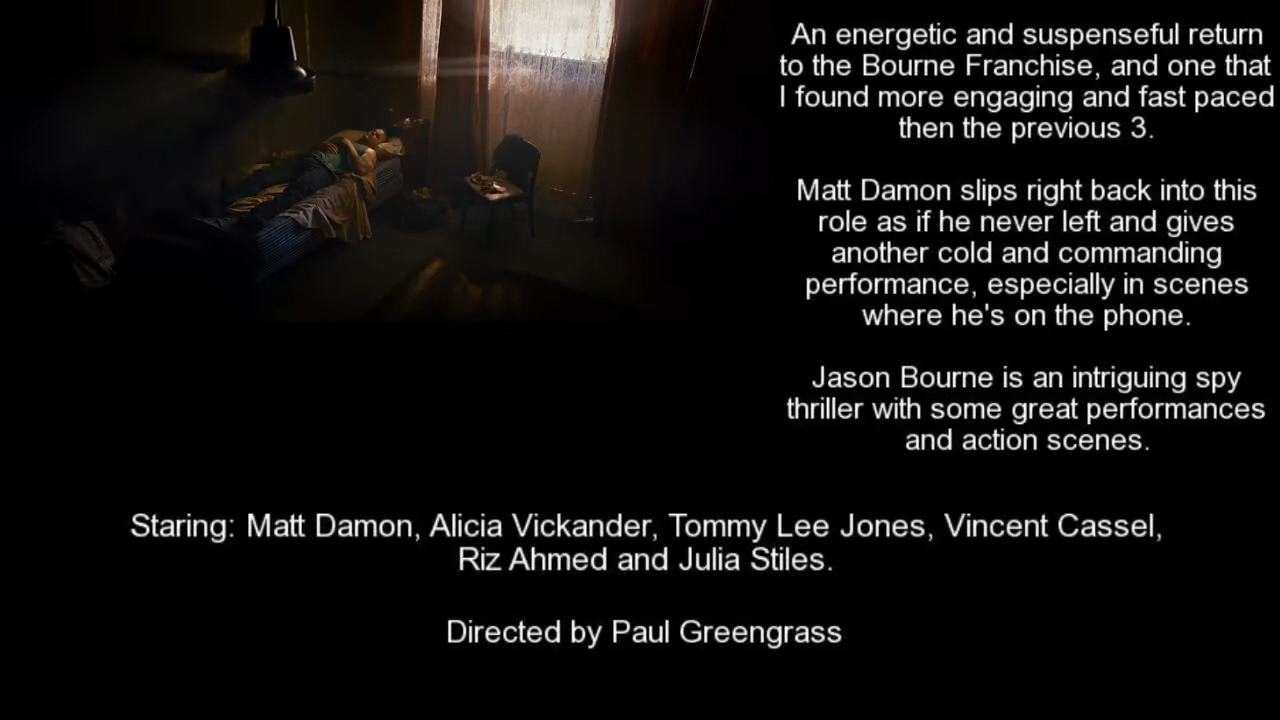 An energetic and suspenseful return
to the Bourne Franchise, and one that
I found more engaging and fast paced
then the previous 3.
Matt Damon slips right back into this
role as if he never left and gives
another cold and commanding
performance, especially in scenes
where he's on the phone.
Jason Bourne is an intriguing spy
thriller with some great performances
and action scenes.
Staring: Matt Damon, Alicia Vickander, Tommy Lee Jones, Vincent Cassel,
Riz Ahmed and Julia Stiles.
Directed by Paul Greengrass